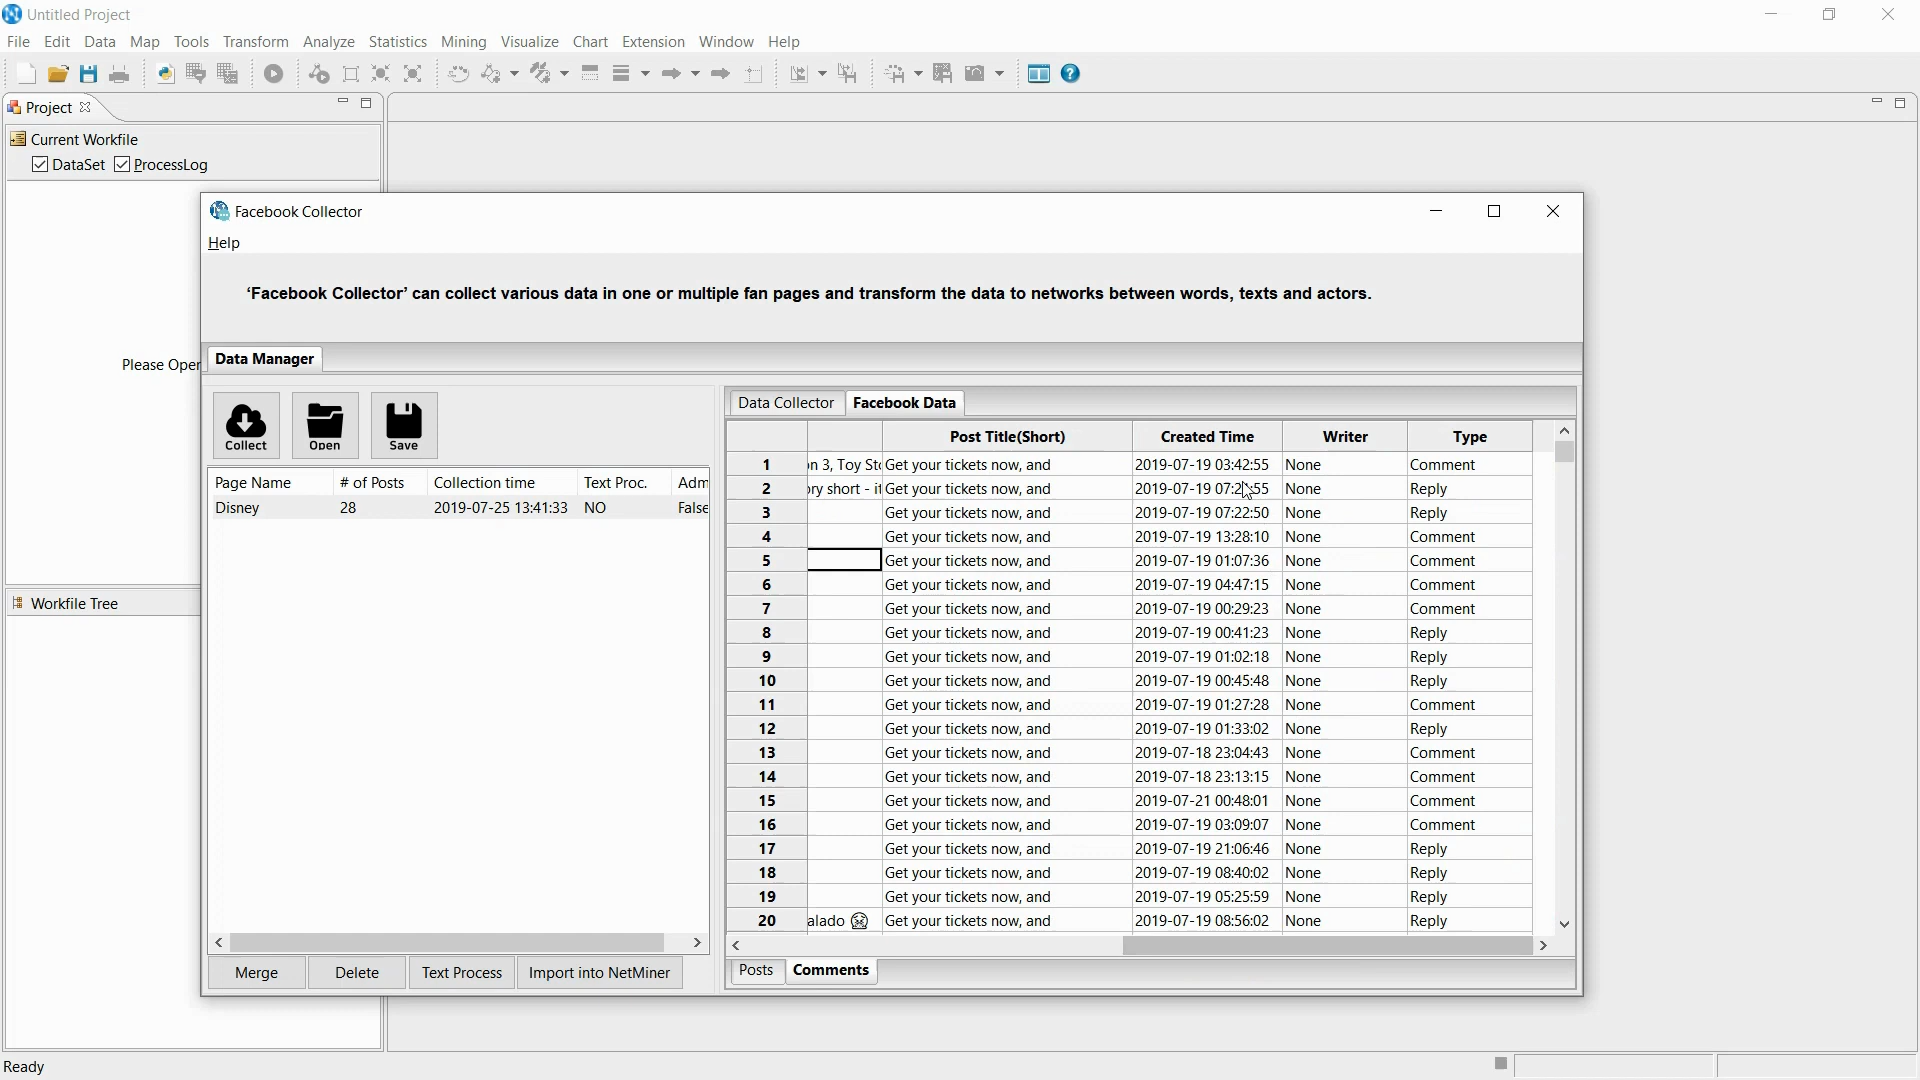 Untitled Project
File Edit Data Map Tools Transform Analyze Statistics Mining Visualize Chart Extension Window Help
Project
Current Workfile
DataSet ProcessLog
Facebook Collector
Help
‘Facebook Collector’ can collect various data in one or multiple fan pages and transform the data to networks between words, texts and actors.
Please Oper
Data Manager
Collect Open Save
Data Collector Facebook Data
Page Name # of Posts Collection time Text Proc. Adm
Disney 28 2019-07-25 13:41:33 NO False
Post Title(Short) Created Time Writer Type
1 on 3, Toy Sto Get your tickets now, and 2019-07-19 03:42:55 None Comment
2 ory short - it Get your tickets now, and 2019-07-19 07:2 :55 None Reply
3 Get your tickets now, and 2019-07-19 07:22:50 None Reply
4 Get your tickets now, and 2019-07-19 13:28:10 None Comment
5 Get your tickets now, and 2019-07-19 01:07:36 None Comment
6 Get your tickets now, and 2019-07-19 04:47:15 None Comment
7 Get your tickets now, and 2019-07-19 00:29:23 None Comment
8 Get your tickets now, and 2019-07-19 00:41:23 None Reply
9 Get your tickets now, and 2019-07-19 01:02:18 None Reply
10 Get your tickets now, and 2019-07-19 00:45:48 None Reply
11 Get your tickets now, and 2019-07-19 01:27:28 None Comment
12 Get your tickets now, and 2019-07-19 01:33:02 None Reply
13 Get your tickets now, and 2019-07-18 23:04:43 None Comment
14 Get your tickets now, and 2019-07-18 23:13:15 None Comment
15 Get your tickets now, and 2019-07-21 00:48:01 None Comment
16 Get your tickets now, and 2019-07-19 03:09:07 None Comment
17 Get your tickets now, and 2019-07-19 21:06:46 None Reply
18 Get your tickets now, and 2019-07-19 08:40:02 None Reply
19 Get your tickets now, and 2019-07-19 05:25:59 None Reply
20 alado Get your tickets now, and 2019-07-19 08:56:02 None Reply
Workfile Tree
Merge Delete Text Process Import into NetMiner
Posts Comments
Ready